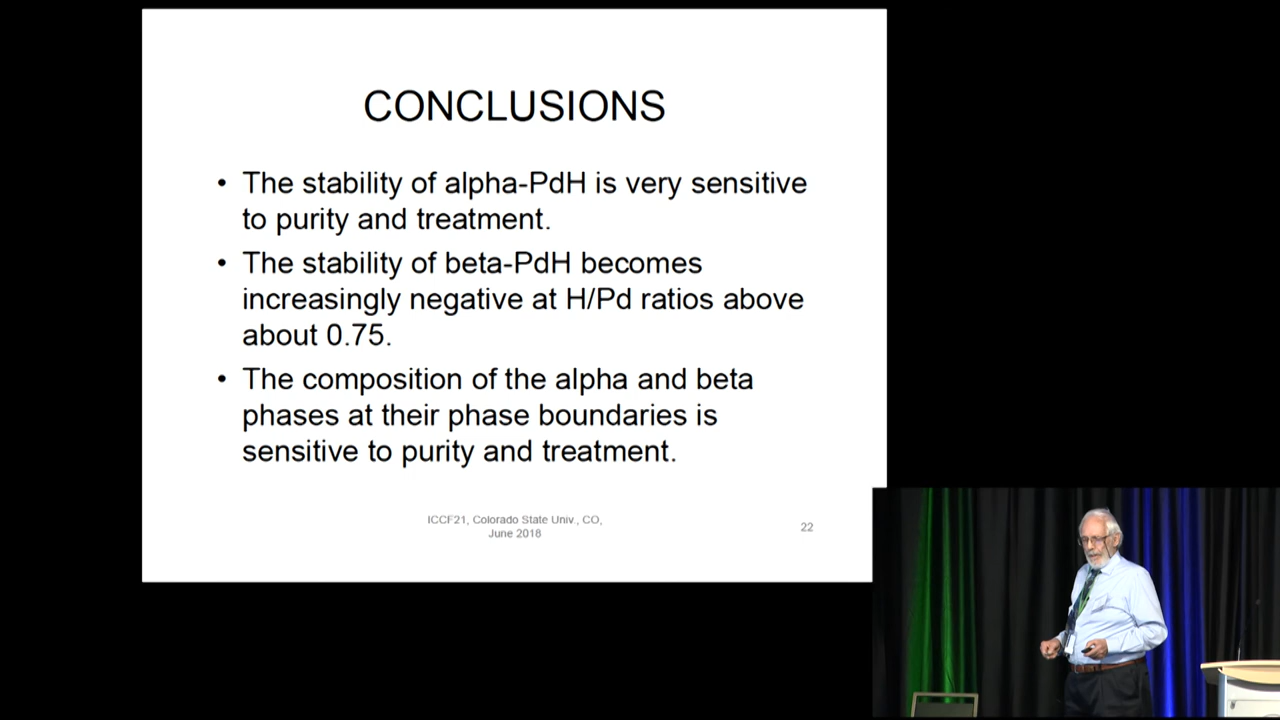 CONCLUSIONS
• The stability of alpha-PdH is very sensitive
to purity and treatment.
• The stability of beta-PdH becomes
increasingly negative at H/Pd ratios above
about 0.75.
• The composition of the alpha and beta
phases at their phase boundaries is
sensitive to purity and treatment.
ICCF21, Colorado State Univ., CO,
June 2018
22